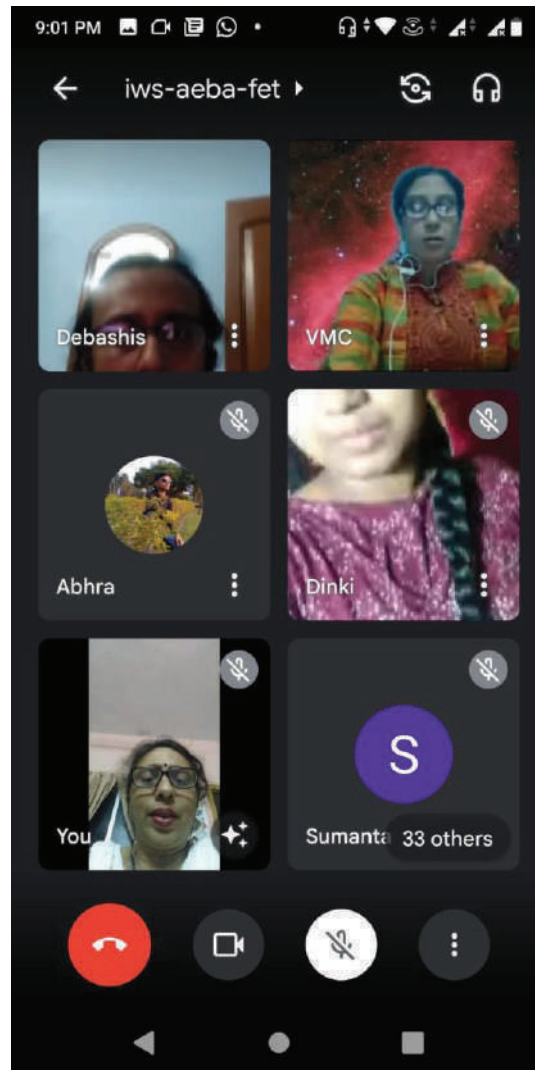 9:01 PM
iws-aeba-fet
Debashis
VMC
Abhra
Dinki
You
S
Sumanta
33 others